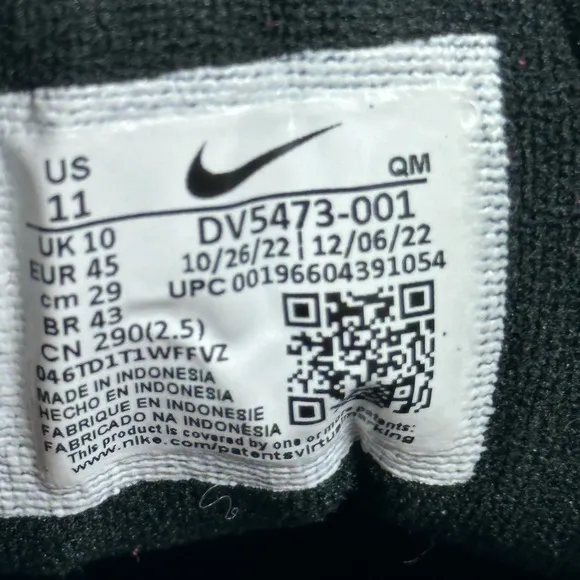 US
11
QM
UK 10
EUR 45
cm 29
BR 43
CN 290(2.5)
DV5473-001
10/26/22 | 12/06/22
UPC 00196604391054
046TD1T1WFFVZ
MADE IN INDONESIA
HECHO EN INDONESIA
FABRIQUE EN INDONESIE
FABRICADO NA INDONÉSIA
This product is covered by one or more patents:
www.nike.com/patentsvirtualmarking